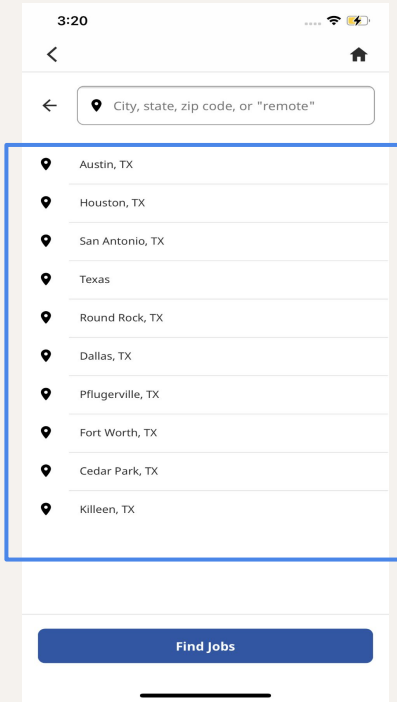 3:20
City, state, zip code, or "remote"
Austin, TX
Houston, TX
San Antonio, TX
Texas
Round Rock, TX
Dallas, TX
Pflugerville, TX
Fort Worth, TX
Cedar Park, TX
Killeen, TX
Find Jobs